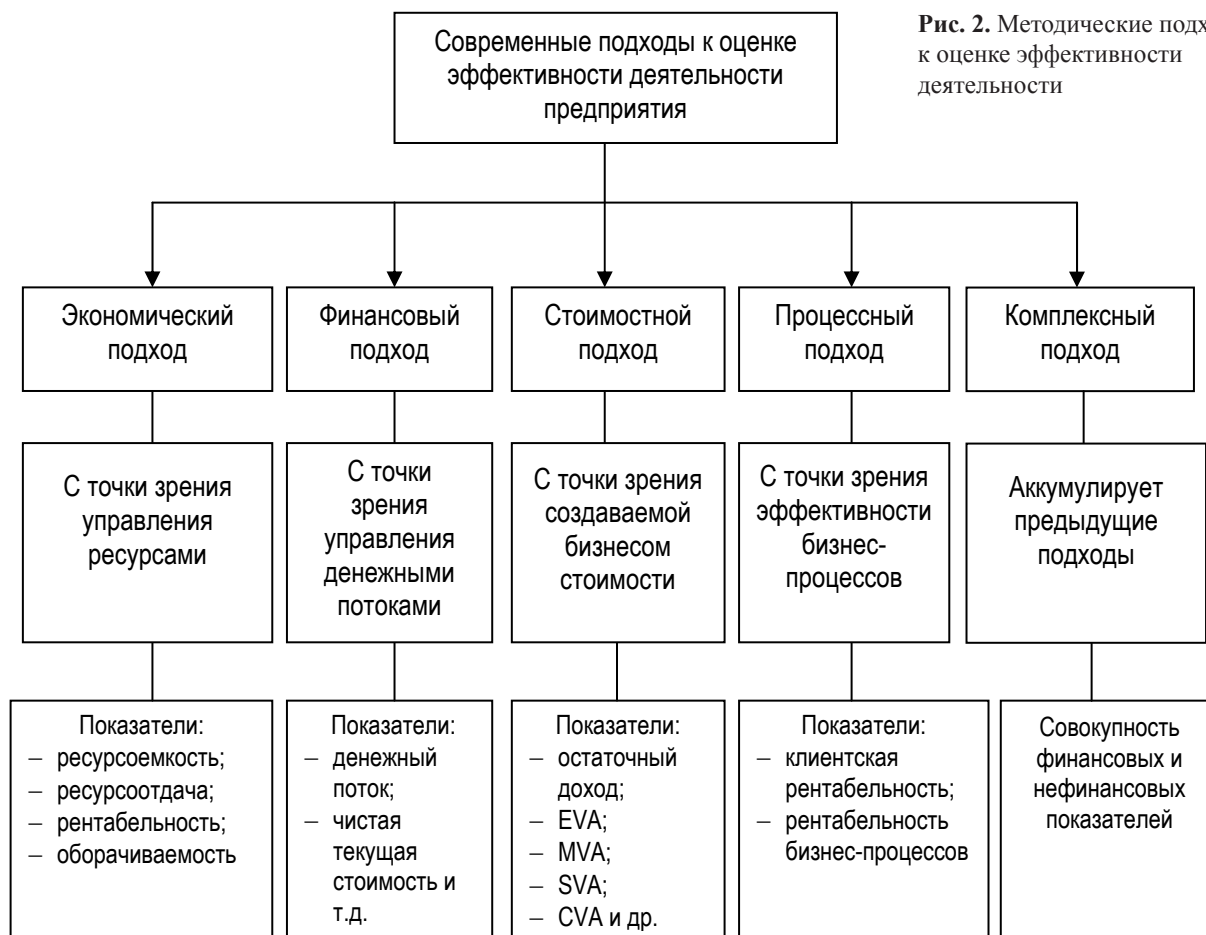 Современные подходы к оценке
эффективности деятельности
предприятия
Рис. 2. Методические
к оценке эффективности
деятельности
Экономический
подход
Финансовый
подход
Стоимостной
подход
Процессный
подход
Комплексный
подход
С точки зрения
управления
ресурсами
С точки
зрения
управления
денежными
потоками
С точки зрения
создаваемой
бизнесом
стоимости
С точки зрения
эффективности
бизнес-
процессов
Аккумулирует
предыдущие
подходы
Показатели:
– ресурсоемкость;
– ресурсоотдача;
– рентабельность;
– оборачиваемость
Показатели:
– денежный
поток;
– чистая
текущая
стоимость и
т.д.
Показатели:
– остаточный
доход;
– EVA;
– MVA;
– SVA;
– CVA и др.
Показатели:
– клиентская
рентабельность;
– рентабельность
бизнес-процессов
Совокупность
финансовых и
нефинансовых
показателей